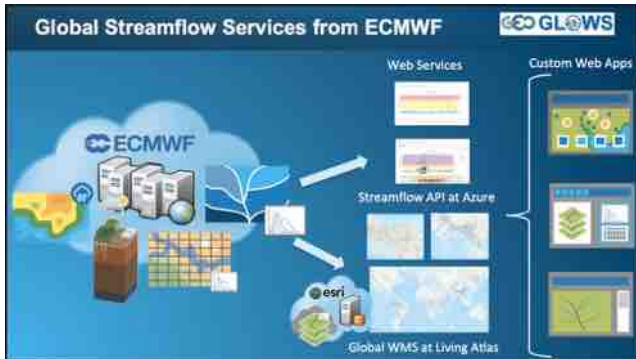 Global Streamflow Services from ECMWF
GEO GLOWS
Web Services
Custom Web Apps
ECMWF
Streamflow API at Azure
esri
Global WMS at Living Atlas